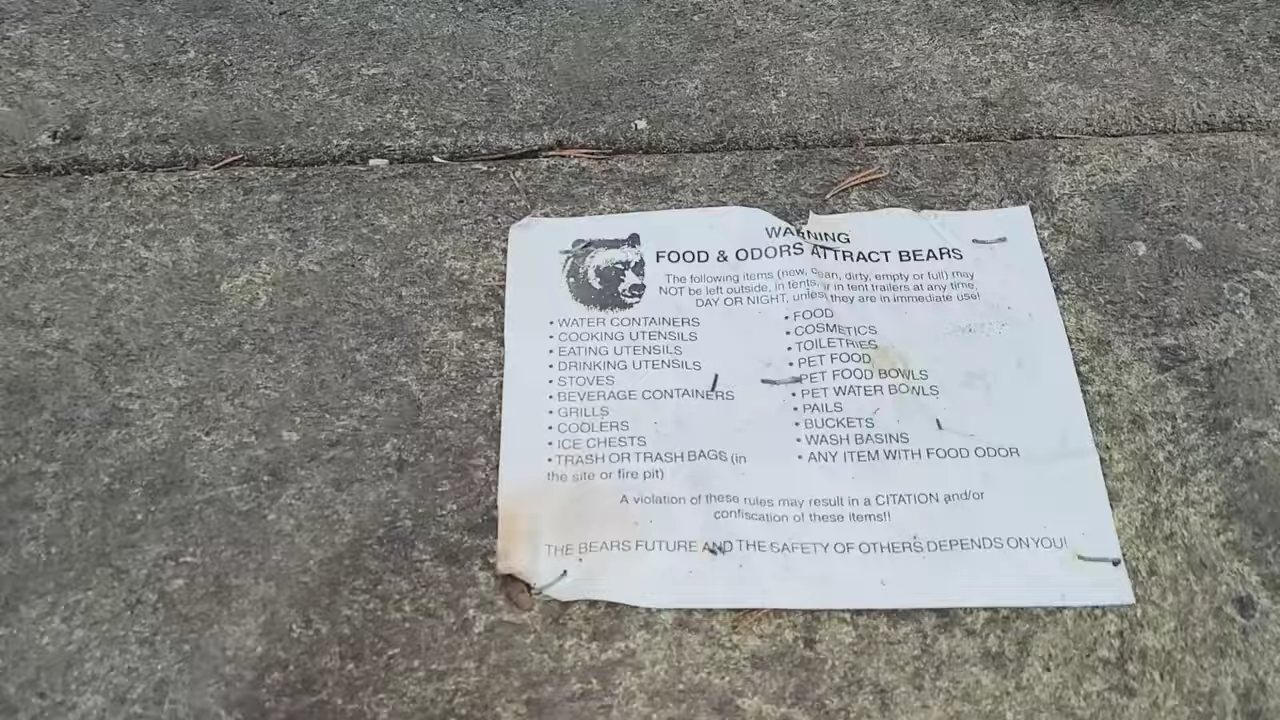 WARNING
FOOD & ODORS ATTRACT BEARS
The following items (new, clean, dirty, empty or full) may
NOT be left outside, in tents, or in tent trailers at any time,
DAY OR NIGHT, unless they are in immediate use!
• WATER CONTAINERS
• COOKING UTENSILS
• EATING UTENSILS
• DRINKING UTENSILS
• STOVES
• BEVERAGE CONTAINERS
• GRILLS
• COOLERS
• ICE CHESTS
• TRASH OR TRASH BAGS (in
the site or fire pit)
• FOOD
• COSMETICS
• TOILETRIES
• PET FOOD
• PET FOOD BOWLS
• PET WATER BOWLS
• PAILS
• BUCKETS
• WASH BASINS
• ANY ITEM WITH FOOD ODOR
A violation of these rules may result in a CITATION and/or
confiscation of these items!!
THE BEARS FUTURE AND THE SAFETY OF OTHERS DEPENDS ON YOU!